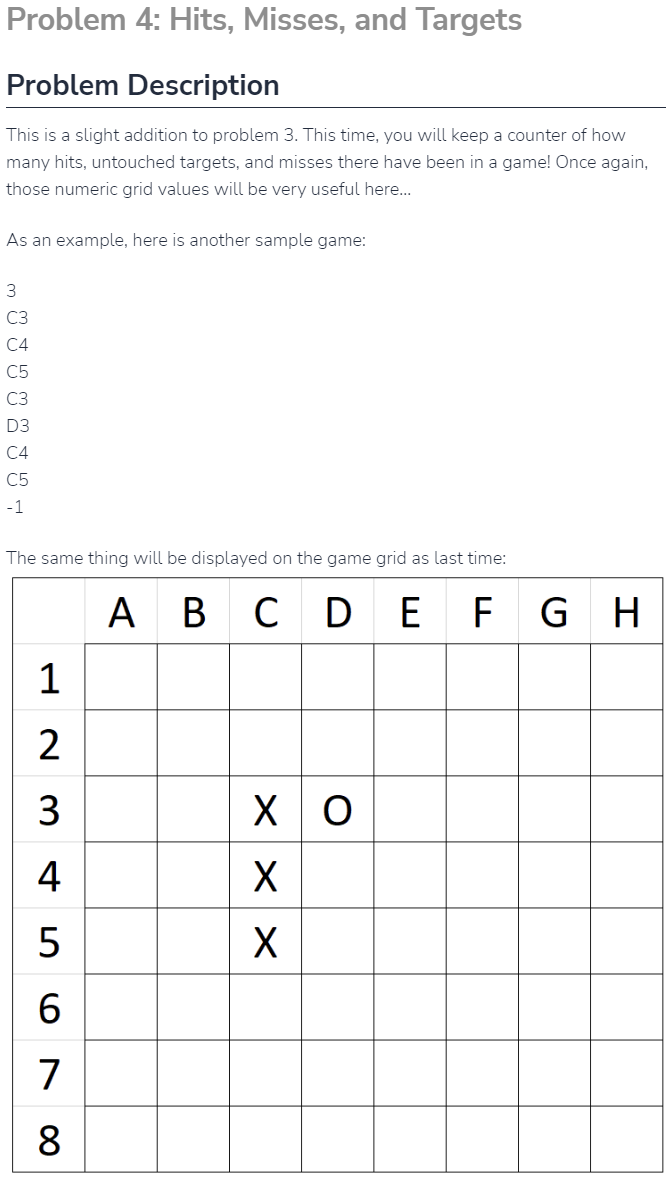 Problem 4: Hits, Misses, and Targets
Problem Description
This is a slight addition to problem 3. This time, you will keep a counter of how
many hits, untouched targets, and misses there have been in a game! Once again,
those numeric grid values will be very useful here...
As an example, here is another sample game:
3
C3
C4
C5
C3
D3
C4
C5
-1
The same thing will be displayed on the game grid as last time:
A B C D E F G H
1
2
3 X O
4 X
5 X
6
7
8